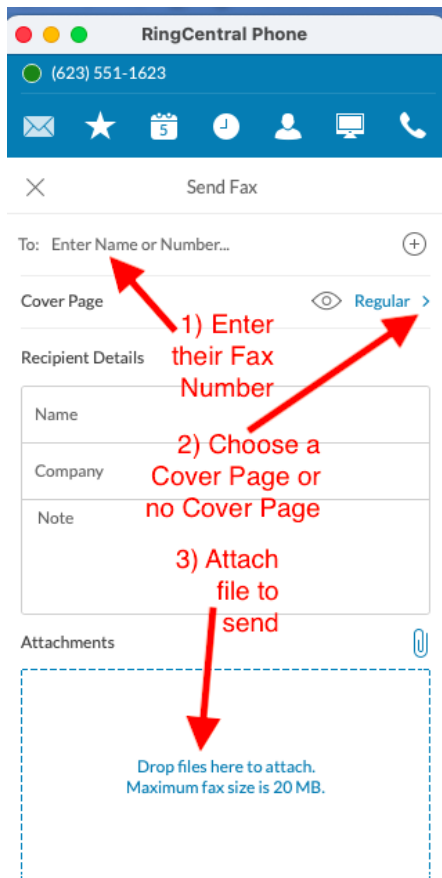 RingCentral Phone
(623) 551-1623
5
Send Fax
To: Enter Name or Number...
Cover Page Regular >
1) Enter
their Fax
Number
Recipient Details
Name
2) Choose a
Cover Page or
no Cover Page
Company
Note
3) Attach
file to
send
Attachments
Drop files here to attach.
Maximum fax size is 20 MB.